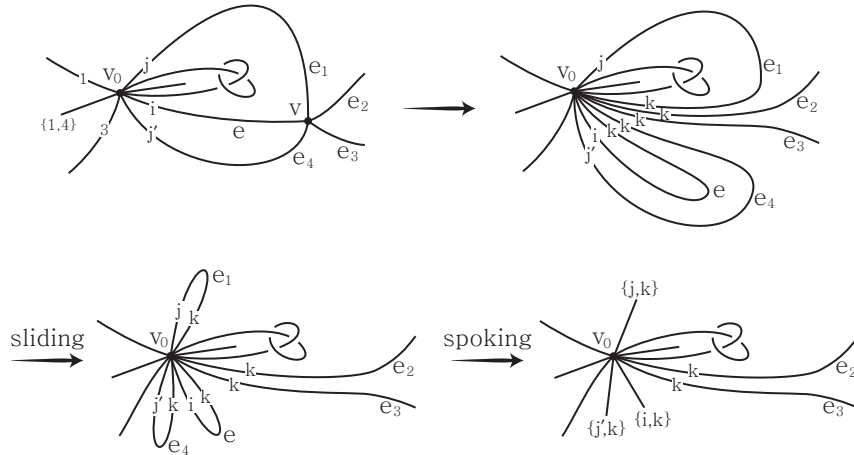 1 v₀ j e₁
{1,4} i v e₂
3 j' e e₃
e₄
v₀ j e₁
k k e₂
k k k e₃
i j' e e₄
sliding
v₀ j k e₁
k k e₂
e₃
j' k i k
e₄ e
spoking
{j,k}
v₀
k k e₂
e₃
{j',k} {i,k}